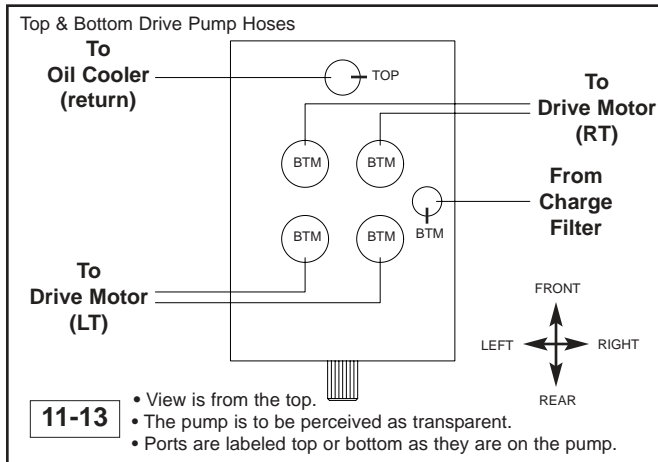 Top & Bottom Drive Pump Hoses
To
Oil Cooler
(return)
TOP
To
Drive Motor
(RT)
BTM
BTM
From
Charge
Filter
BTM
BTM
BTM
To
Drive Motor
(LT)
FRONT
LEFT
RIGHT
REAR
11-13
• View is from the top.
• The pump is to be perceived as transparent.
• Ports are labeled top or bottom as they are on the pump.